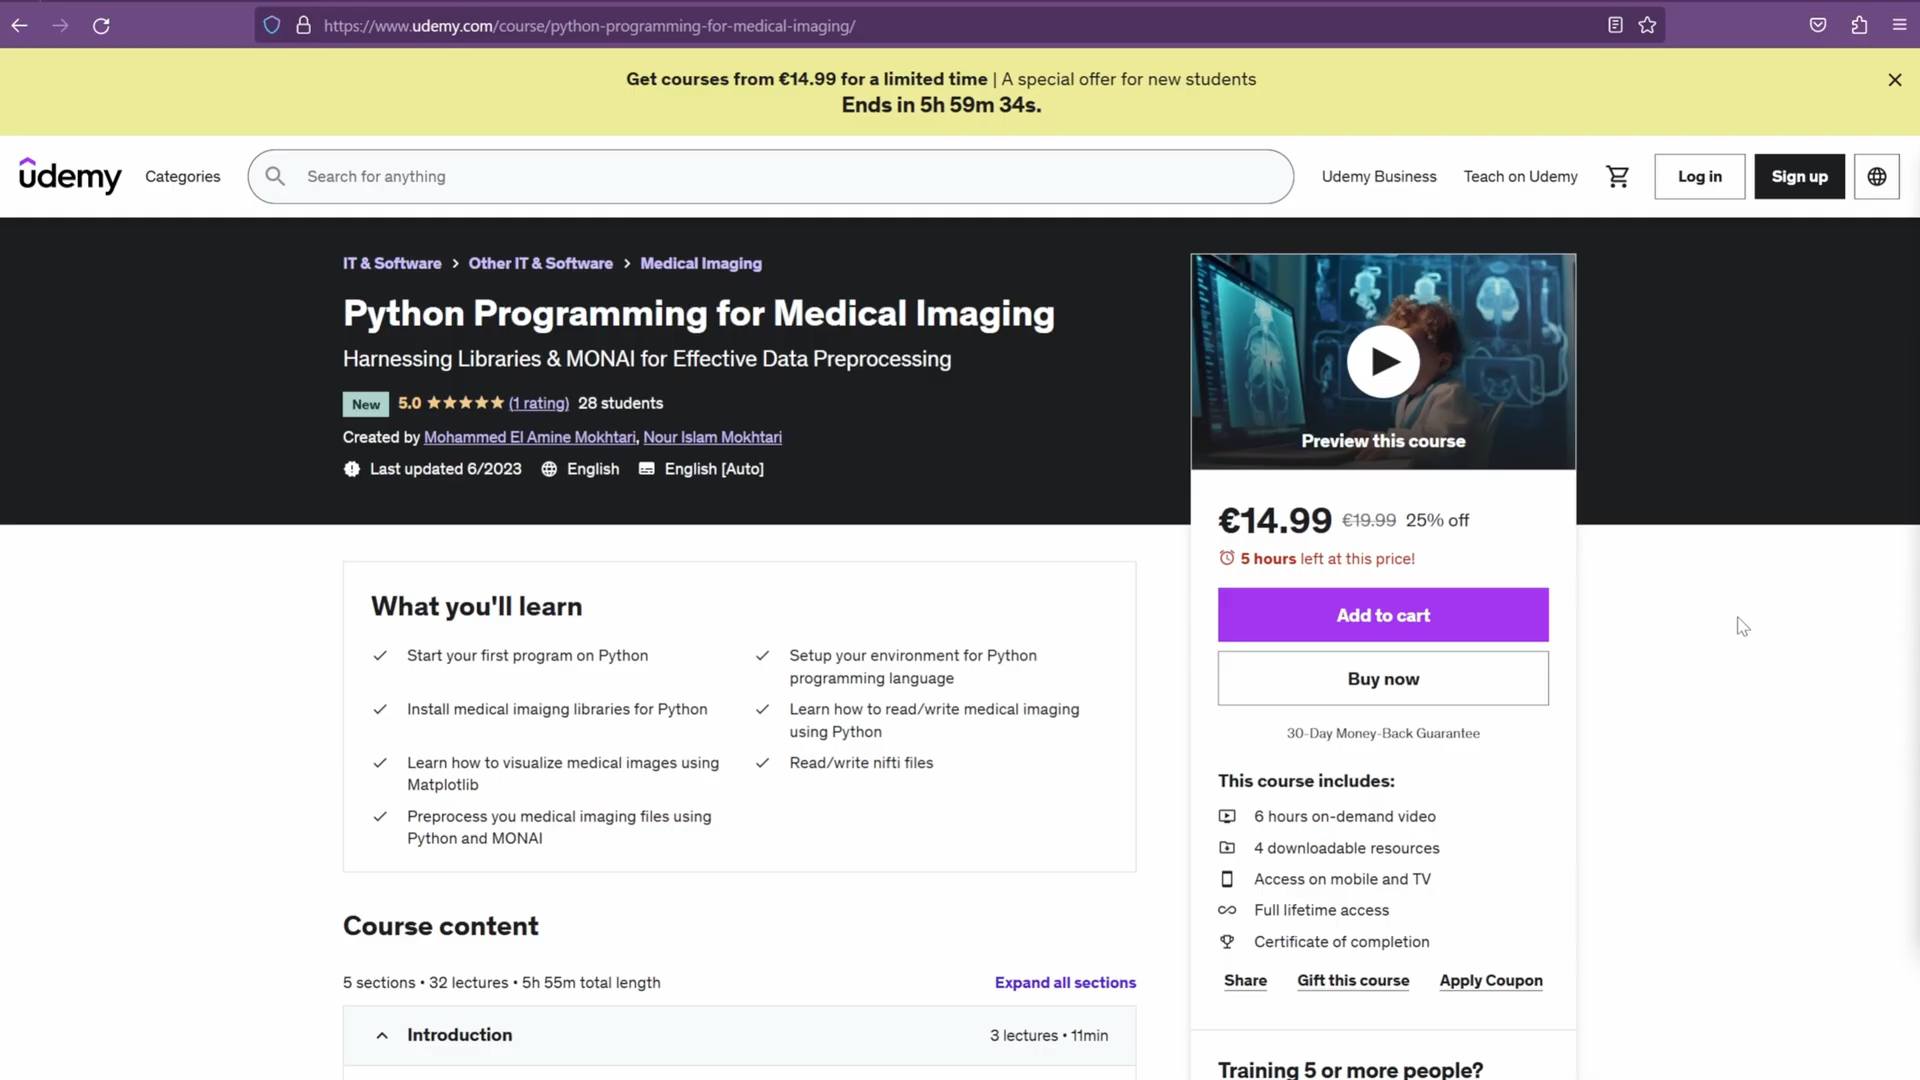 https://www.udemy.com/course/python-programming-for-medical-imaging/
Get courses from €14.99 for a limited time | A special offer for new students
Ends in 5h 59m 34s.
udemy
Categories
Search for anything
Udemy Business
Teach on Udemy
Log in
Sign up
IT & Software > Other IT & Software > Medical Imaging
Python Programming for Medical Imaging
Harnessing Libraries & MONAI for Effective Data Preprocessing
New 5.0 (1 rating) 28 students
Created by Mohammed El Amine Mokhtari, Nour Islam Mokhtari
Last updated 6/2023 English English [Auto]
Preview this course
€14.99 €19.99 25% off
5 hours left at this price!
Add to cart
Buy now
30-Day Money-Back Guarantee
This course includes:
6 hours on-demand video
4 downloadable resources
Access on mobile and TV
Full lifetime access
Certificate of completion
Share
Gift this course
Apply Coupon
Training 5 or more people?
What you'll learn
Start your first program on Python
Setup your environment for Python
programming language
Install medical imaigng libraries for Python
Learn how to read/write medical imaging
using Python
Learn how to visualize medical images using
Matplotlib
Read/write nifti files
Preprocess you medical imaging files using
Python and MONAI
Course content
5 sections • 32 lectures • 5h 55m total length
Expand all sections
Introduction
3 lectures • 11min